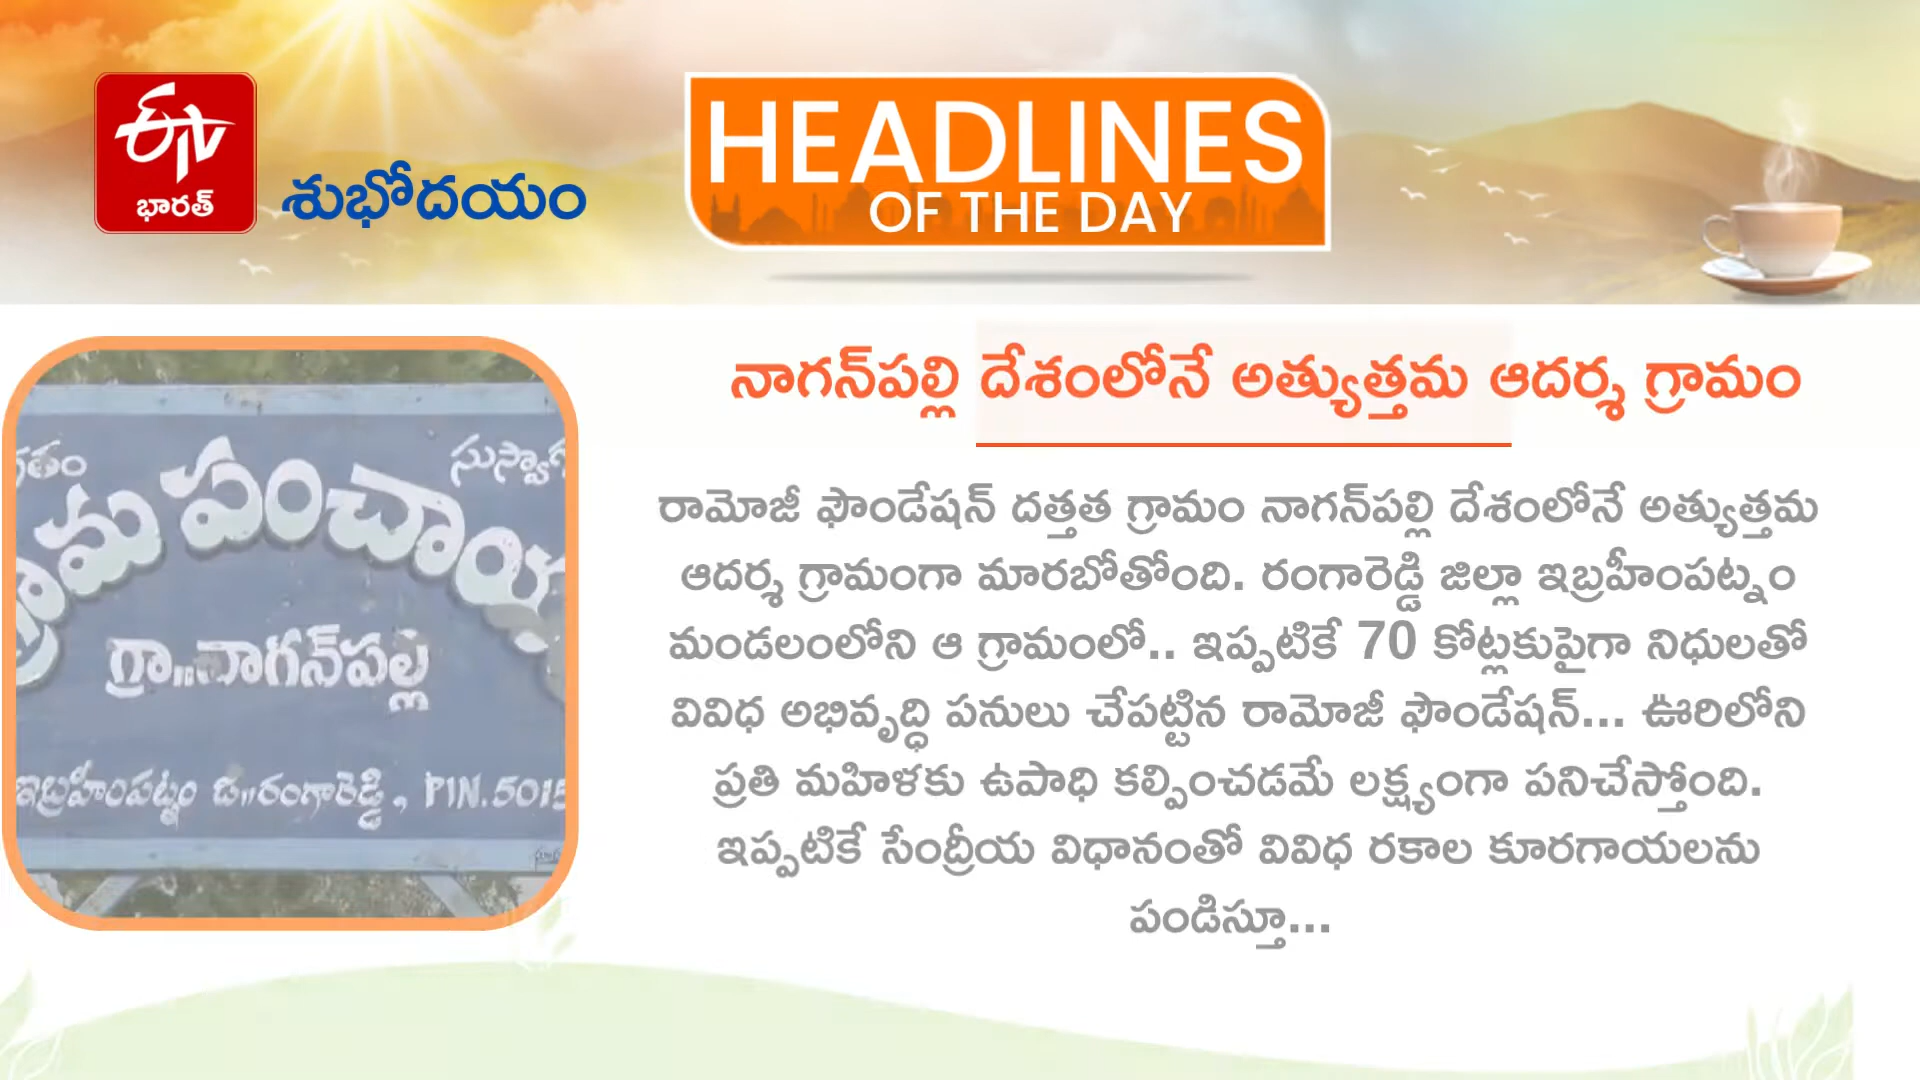 ETV
భారత్
శుభోదయం
HEADLINES
OF THE DAY
నాగన్‌పల్లి దేశంలోనే అత్యుత్తమ ఆదర్శ గ్రామం
రామోజీ ఫౌండేషన్ దత్తత గ్రామం నాగన్‌పల్లి దేశంలోనే అత్యుత్తమ
ఆదర్శ గ్రామంగా మారబోతోంది. రంగారెడ్డి జిల్లా ఇబ్రహీంపట్నం
మండలంలోని ఆ గ్రామంలో.. ఇప్పటికే 70 కోట్లకుపైగా నిధులతో
వివిధ అభివృద్ధి పనులు చేపట్టిన రామోజీ ఫౌండేషన్... ఊరిలోని
ప్రతి మహిళకు ఉపాధి కల్పించడమే లక్ష్యంగా పనిచేస్తోంది.
ఇప్పటికే సేంద్రీయ విధానంతో వివిధ రకాల కూరగాయలను
పండిస్తూ...
గ్రామ పంచాయి
గ్రా,,నాగన్‌పల్లి
ఇబ్రహీంపట్నం డ,,రంగారెడ్డి, PIN.5015